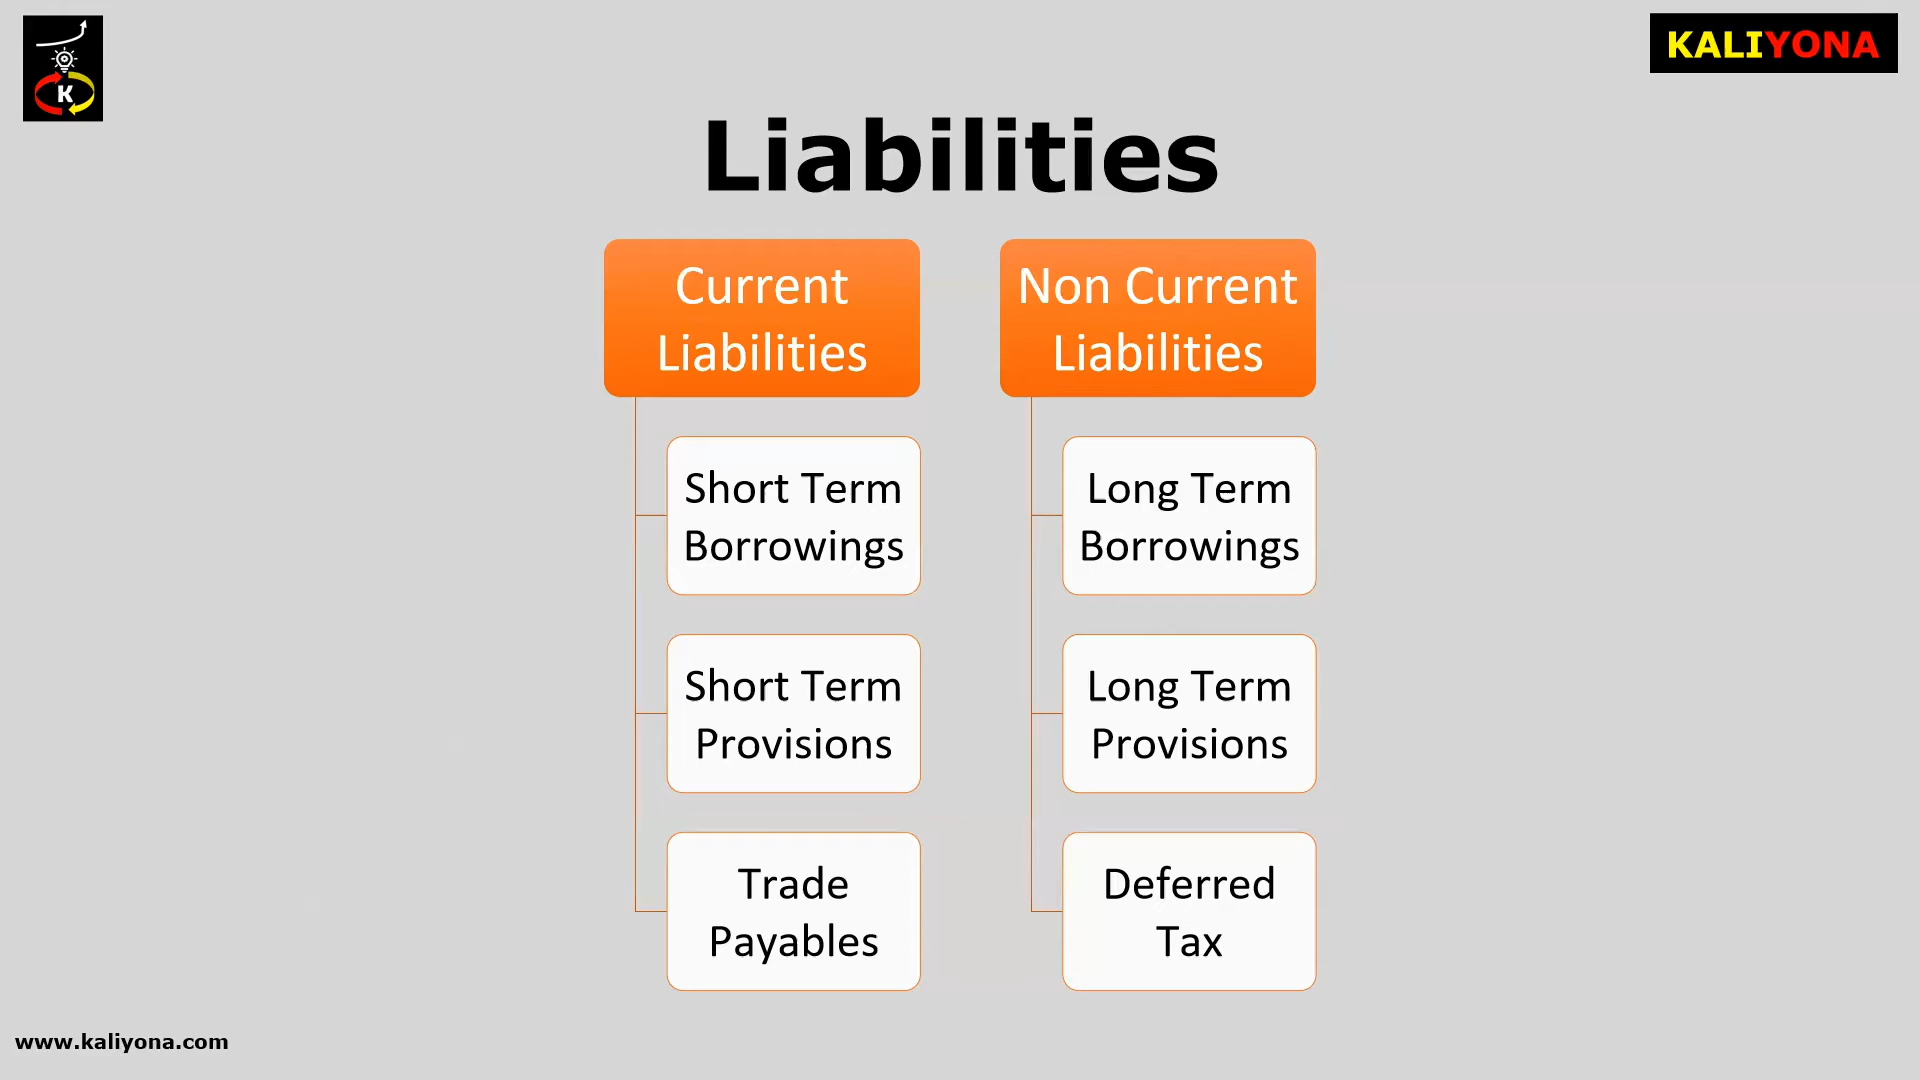 K
KALIYONA
Liabilities
Current
Liabilities
Short Term
Borrowings
Short Term
Provisions
Trade
Payables
Non Current
Liabilities
Long Term
Borrowings
Long Term
Provisions
Deferred
Tax
www.kaliyona.com